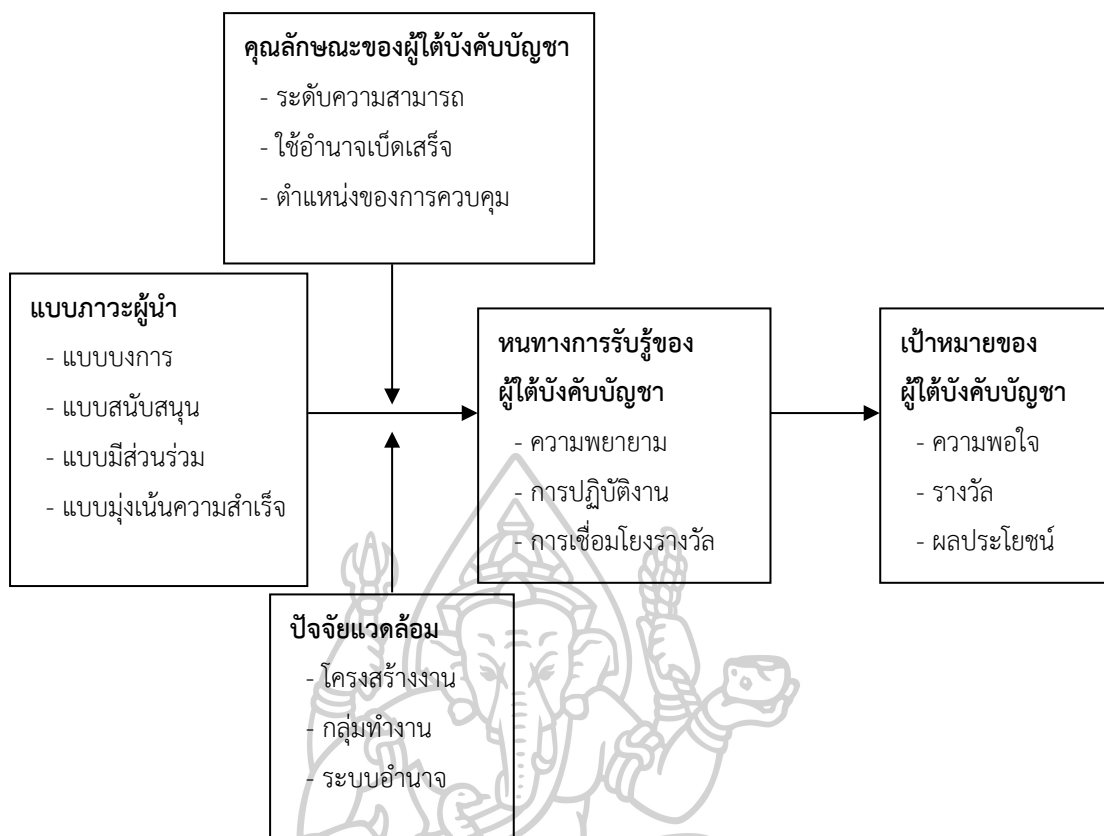 คุณลักษณะของผู้ใต้บังคับบัญชา
- ระดับความสามารถ
- ใช้อำนาจเบ็ดเสร็จ
- ตำแหน่งของการควบคุม
แบบภาวะผู้นำ
- แบบบงการ
- แบบสนับสนุน
- แบบมีส่วนร่วม
- แบบมุ่งเน้นความสำเร็จ
หนทางการรับรู้ของ
ผู้ใต้บังคับบัญชา
- ความพยายาม
- การปฏิบัติงาน
- การเชื่อมโยงรางวัล
เป้าหมายของ
ผู้ใต้บังคับบัญชา
- ความพอใจ
- รางวัล
- ผลประโยชน์
ปัจจัยแวดล้อม
- โครงสร้างงาน
- กลุ่มทำงาน
- ระบบอำนาจ